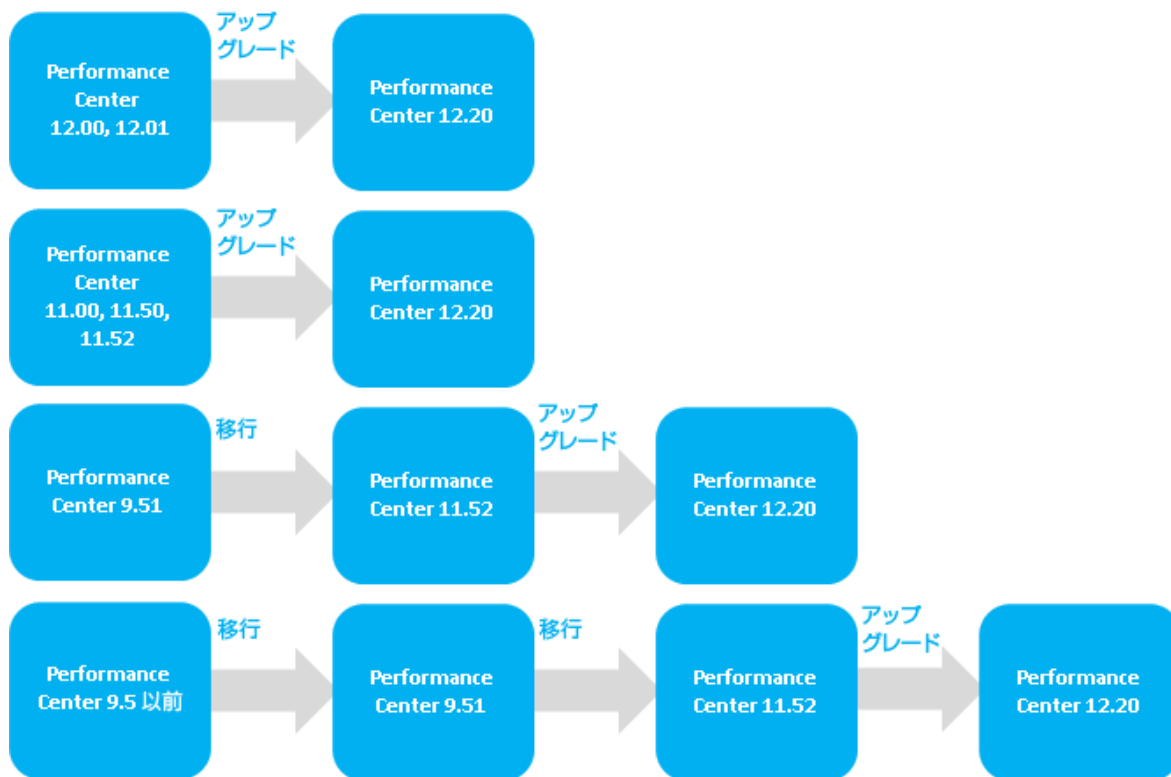 アップ
グレード
Performance
Center
12.00, 12.01
Performance
Center 12.20
アップ
グレード
Performance
Center
11.00, 11.50,
11.52
Performance
Center 12.20
移行
アップ
グレード
Performance
Center 9.51
Performance
Center 11.52
Performance
Center 12.20
移行
移行
アップ
グレード
Performance
Center 9.5 以前
Performance
Center 9.51
Performance
Center 11.52
Performance
Center 12.20